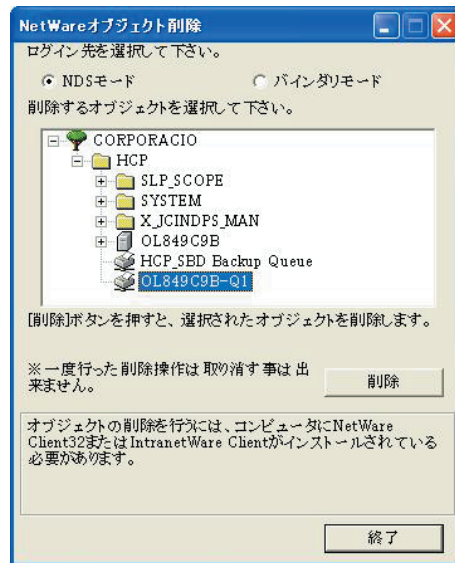 NetWareオブジェクト削除
ログイン先を選択して下さい。
NDSモード バインダリモード
削除するオブジェクトを選択して下さい。
CORPORACIO
HCP
SLP_SCOPE
SYSTEM
X_JCINDPS_MAN
OL849C9B
HCP_SBD Backup Queue
OL849C9B-Q1
[削除]ボタンを押すと、選択されたオブジェクトを削除します。
※一度行った削除操作は取り消す事は出
来ません。
削除
オブジェクトの削除を行うには、コンピュータにNetWare
Client32またはIntranetWare Clientがインストールされている
必要があります。
終了